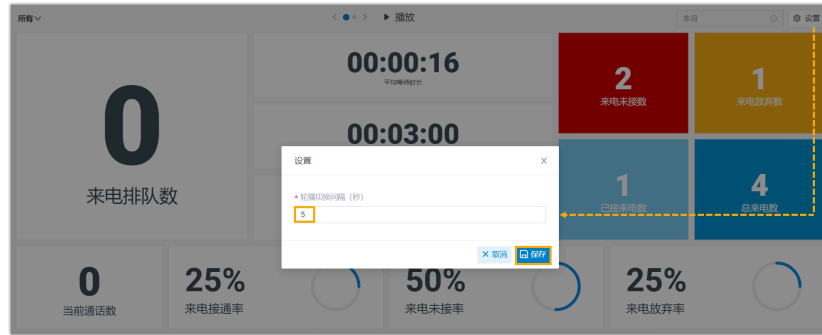 所有
播放
本月
设置
0
来电排队数
00:00:16
平均等待时长
00:03:00
2
来电未接数
1
来电放弃数
1
已接来电数
4
总来电数
设置
* 轮播切换间隔（秒）
5
取消
保存
0
当前通话数
25%
来电接通率
50%
来电未接率
25%
来电放弃率